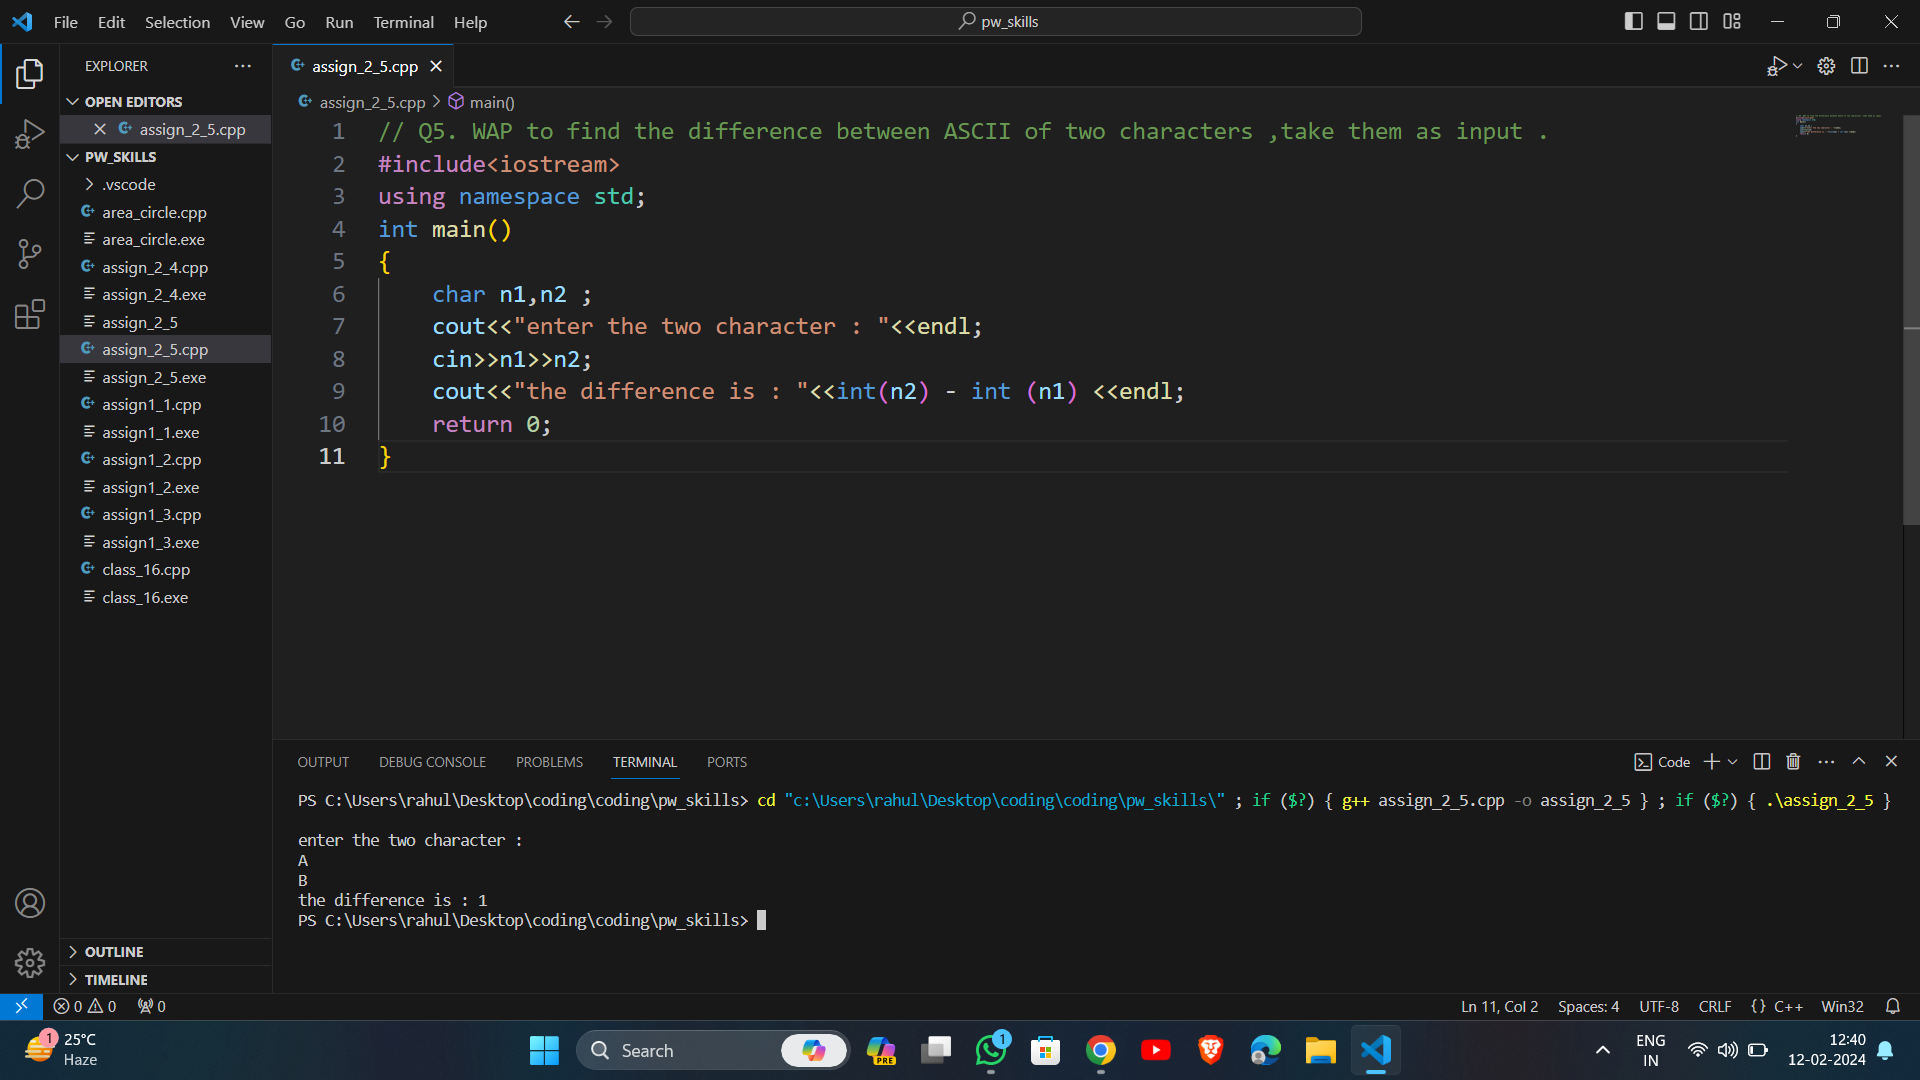 File Edit Selection View Go Run Terminal Help
pw_skills
EXPLORER
OPEN EDITORS
assign_2_5.cpp
PW_SKILLS
.vscode
area_circle.cpp
area_circle.exe
assign_2_4.cpp
assign_2_4.exe
assign_2_5
assign_2_5.cpp
assign_2_5.exe
assign1_1.cpp
assign1_1.exe
assign1_2.cpp
assign1_2.exe
assign1_3.cpp
assign1_3.exe
class_16.cpp
class_16.exe
OUTLINE
TIMELINE
assign_2_5.cpp
assign_2_5.cpp > main()
1 // Q5. WAP to find the difference between ASCII of two characters ,take them as input .
2 #include<iostream>
3 using namespace std;
4 int main()
5 {
6 char n1,n2 ;
7 cout<<"enter the two character : "<<endl;
8 cin>>n1>>n2;
9 cout<<"the difference is : "<<int(n2) - int (n1) <<endl;
10 return 0;
11 }
OUTPUT DEBUG CONSOLE PROBLEMS TERMINAL PORTS
Code
PS C:\Users\rahul\Desktop\coding\coding\pw_skills> cd "c:\Users\rahul\Desktop\coding\coding\pw_skills\" ; if ($?) { g++ assign_2_5.cpp -o assign_2_5 } ; if ($?) { .\assign_2_5 }
enter the two character :
A
B
the difference is : 1
PS C:\Users\rahul\Desktop\coding\coding\pw_skills>
0 0 0
Ln 11, Col 2 Spaces: 4 UTF-8 CRLF {} C++ Win32
1
25°C
Haze
Search
PRE
1
ENG
IN
12:40
12-02-2024